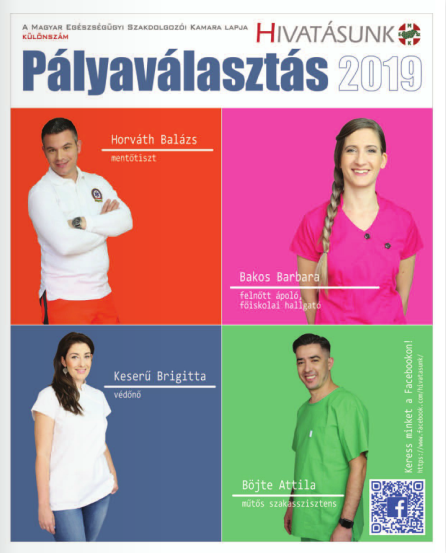 A Magyar Egészségügyi Szakdolgozói Kamara lapja
KÜLÖNSZÁM
HIVATÁSUNK
Pályaválasztás 2019
Horváth Balázs
mentőtiszt
Bakos Barbara
felnőtt ápoló,
főiskolai hallgató
Keserű Brigitta
védőnő
Böjte Attila
műtős szakasszisztens
Keress minket a Facebookon!
https://www.facebook.com/hivatasunk/